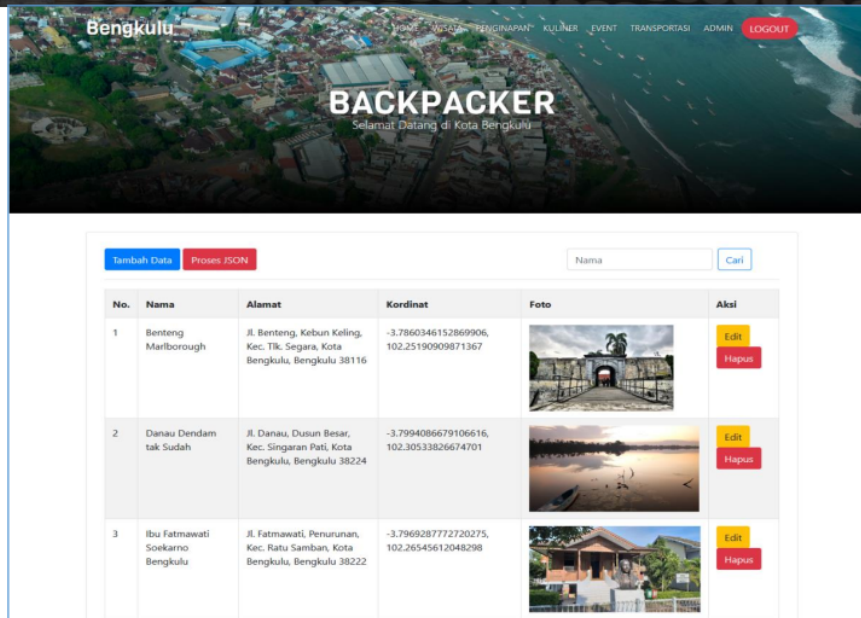 Bengkulu
HOME WISATA PENGINAPAN KULINER EVENT TRANSPORTASI ADMIN LOGOUT
BACKPACKER
Selamat Datang di Kota Bengkulu
Tambah Data Proses JSON Nama Cari
No. Nama Alamat Kordinat Foto Aksi
1 Benteng Jl. Benteng, Kebun Keling, -3.7860346152869906, Edit
Marlborough Kec. Tlk. Segara, Kota 102.25190909871367 Hapus
Bengkulu, Bengkulu 38116
2 Danau Dendam Jl. Danau, Dusun Besar, -3.7994086679106616, Edit
tak Sudah Kec. Singaran Pati, Kota 102.30533826674701 Hapus
Bengkulu, Bengkulu 38224
3 Ibu Fatmawati Jl. Fatmawati, Penurunan, -3.7969287772720275, Edit
Soekarno Kec. Ratu Samban, Kota 102.26545612048298 Hapus
Bengkulu Bengkulu, Bengkulu 38222